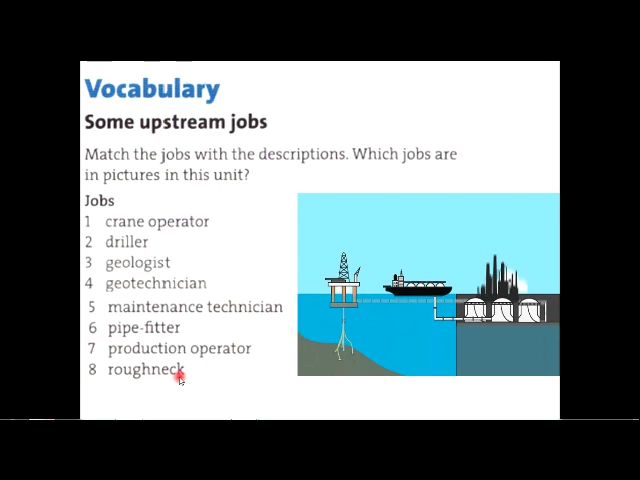 Vocabulary
Some upstream jobs
Match the jobs with the descriptions. Which jobs are
in pictures in this unit?
Jobs
1 crane operator
2 driller
3 geologist
4 geotechnician
5 maintenance technician
6 pipe-fitter
7 production operator
8 roughneck